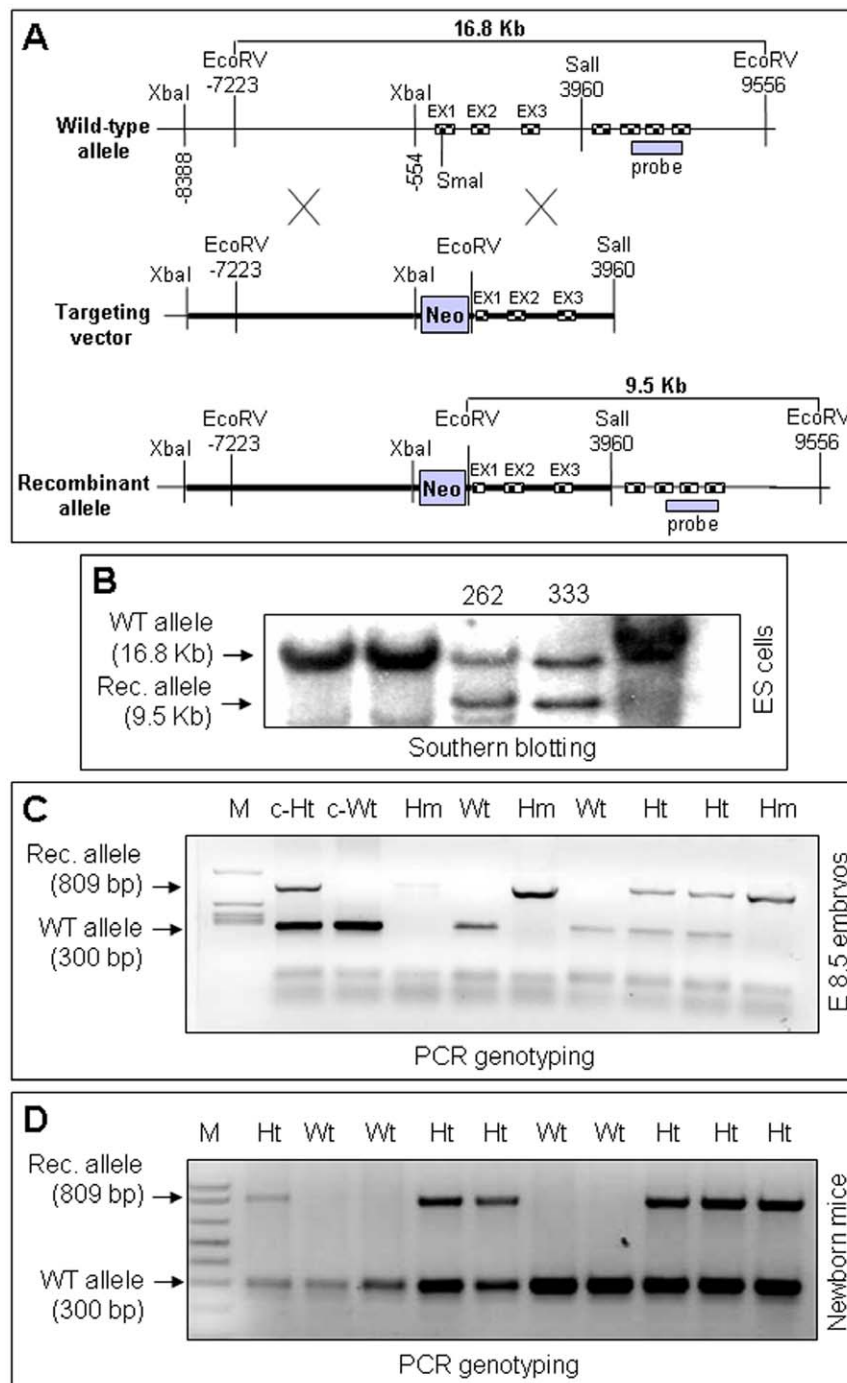 A
16.8 Kb
EcoRV
-7223
SalI
3960
EcoRV
9556
XbaI
XbaI
EX1 EX2 EX3
Wild-type
allele
-8388
-554
SmaI
probe
EcoRV
-7223
EcoRV
SalI
3960
XbaI
XbaI
EX1 EX2 EX3
Targeting
vector
Neo
9.5 Kb
EcoRV
-7223
EcoRV
SalI
3960
EcoRV
9556
XbaI
XbaI
EX1 EX2 EX3
Recombinant
allele
Neo
probe
B
262 333
WT allele
(16.8 Kb)
Rec. allele
(9.5 Kb)
ES cells
Southern blotting
C
M c-Ht c-Wt Hm Wt Hm Wt Ht Ht Hm
Rec. allele
(809 bp)
WT allele
(300 bp)
E 8.5 embryos
PCR genotyping
D
M Ht Wt Wt Ht Ht Wt Wt Ht Ht Ht
Rec. allele
(809 bp)
WT allele
(300 bp)
Newborn mice
PCR genotyping